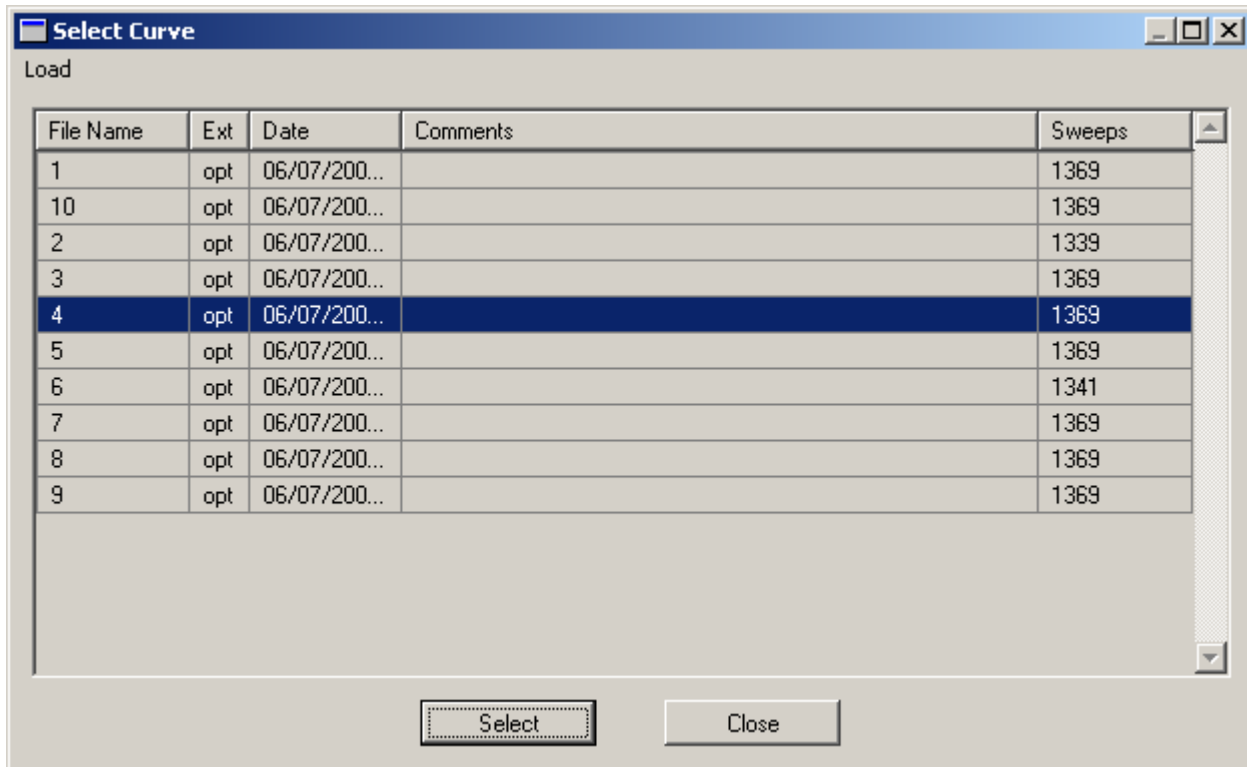 Select Curve
Load
File Name Ext Date Comments Sweeps
1 opt 06/07/200... 1369
10 opt 06/07/200... 1369
2 opt 06/07/200... 1339
3 opt 06/07/200... 1369
4 opt 06/07/200... 1369
5 opt 06/07/200... 1369
6 opt 06/07/200... 1341
7 opt 06/07/200... 1369
8 opt 06/07/200... 1369
9 opt 06/07/200... 1369
Select Close